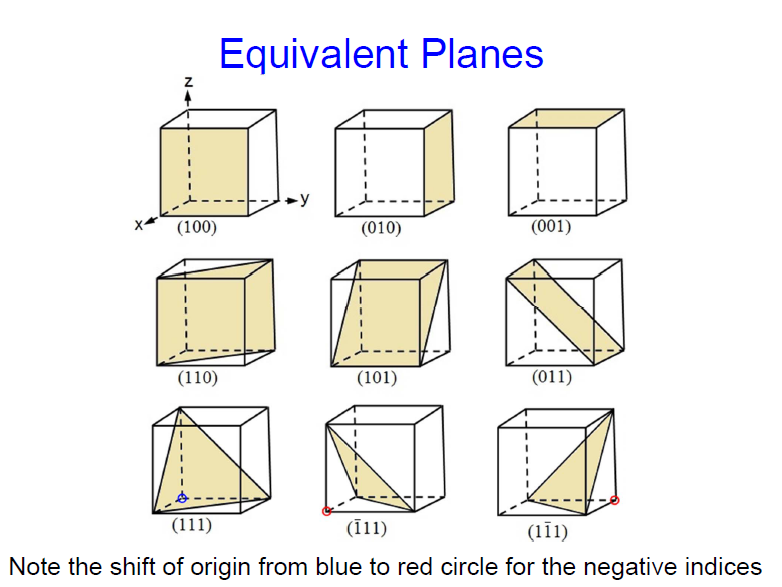 Equivalent Planes
z
y
x
(100)
(010)
(001)
(110)
(101)
(011)
(111)
(1̄11)
(11̄1)
Note the shift of origin from blue to red circle for the negative indices